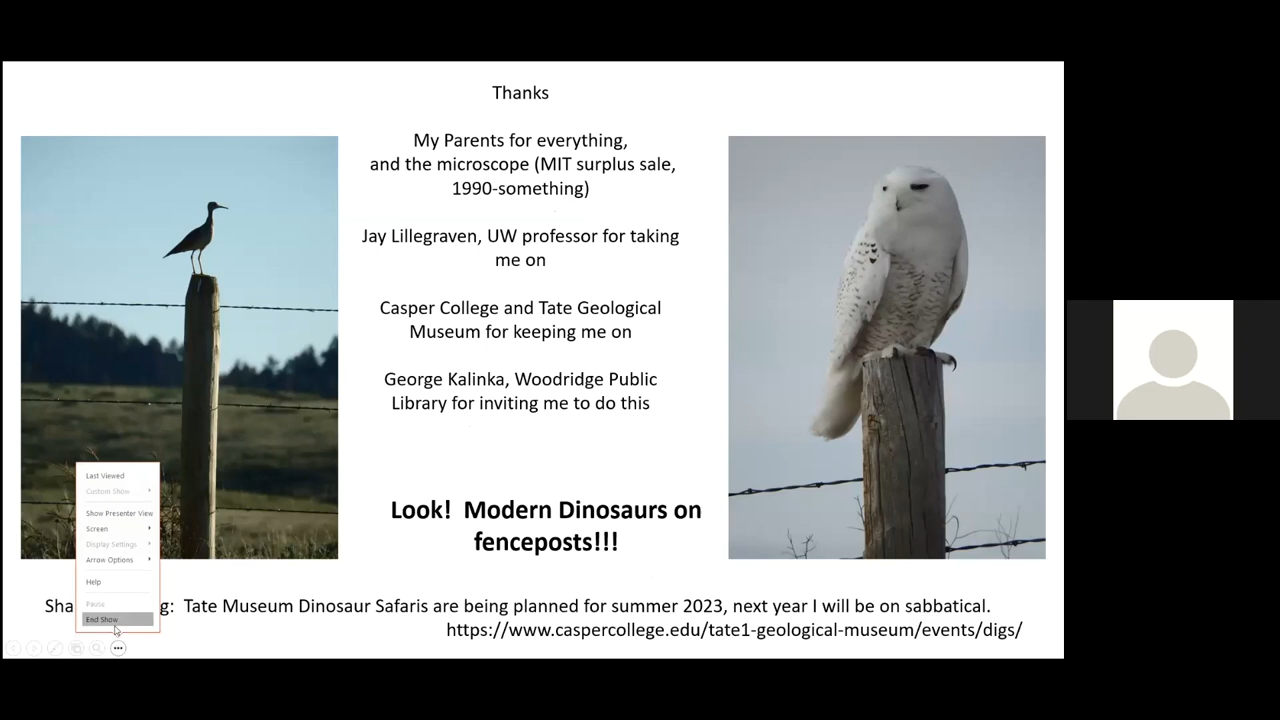 Thanks
My Parents for everything,
and the microscope (MIT surplus sale,
1990-something)
Jay Lillegraven, UW professor for taking
me on
Casper College and Tate Geological
Museum for keeping me on
George Kalinka, Woodridge Public
Library for inviting me to do this
Look! Modern Dinosaurs on
fenceposts!!!
Last Viewed
Custom Show
Show Presenter View
Screen
Display Settings
Arrow Options
Help
Pause
End Show
Tate Museum Dinosaur Safaris are being planned for summer 2023, next year I will be on sabbatical.
https://www.caspercollege.edu/tate1-geological-museum/events/digs/